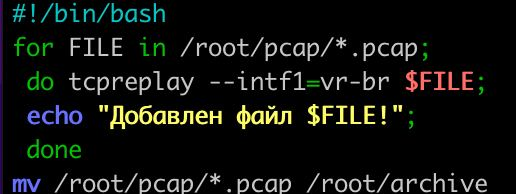 #!/bin/bash
for FILE in /root/pcap/*.pcap;
 do tcpreplay --intf1=vr-br $FILE;
 echo "Добавлен файл $FILE!";
 done
mv /root/pcap/*.pcap /root/archive